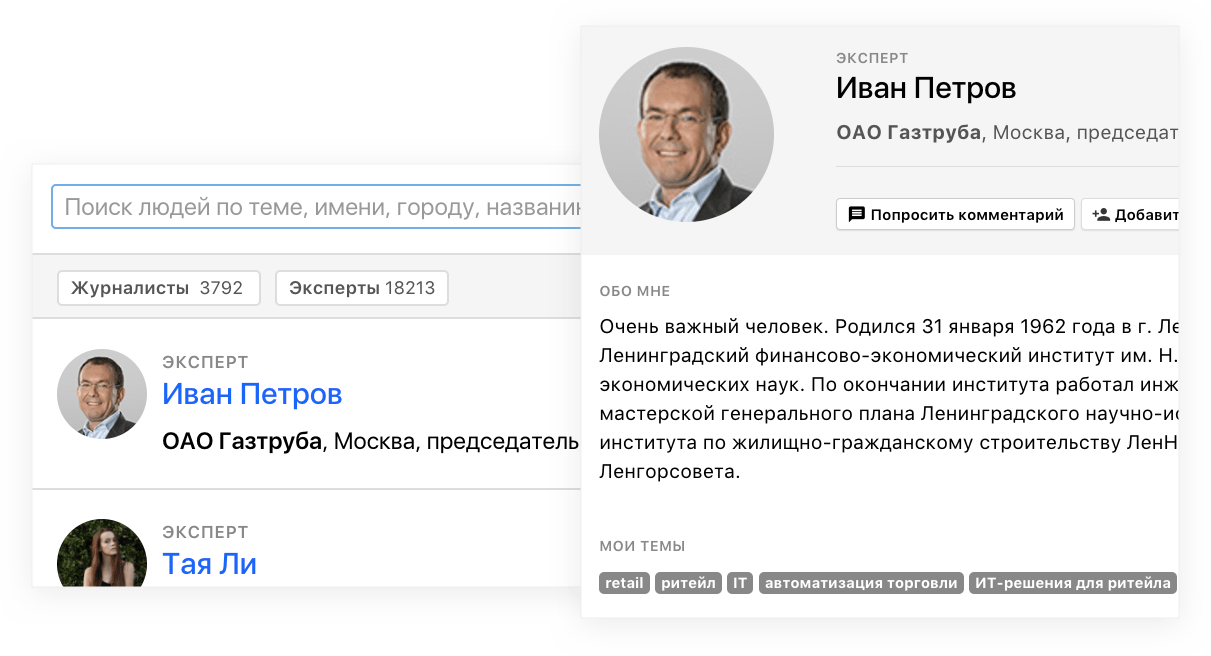 Поиск людей по теме, имени, городу, названию
Журналисты 3792
Эксперты 18213
ЭКСПЕРТ
Иван Петров
ОАО Газтруба, Москва, председатель
ЭКСПЕРТ
Тая Ли
ЭКСПЕРТ
Иван Петров
ОАО Газтруба, Москва, председат
Попросить комментарий
Добавит
ОБО МНЕ
Очень важный человек. Родился 31 января 1962 года в г. Ле
Ленинградский финансово-экономический институт им. Н.
экономических наук. По окончании института работал инж
мастерской генерального плана Ленинградского научно-ис
института по жилищно-гражданскому строительству ЛенН
Ленгорсовета.
МОИ ТЕМЫ
retail ритейл IT автоматизация торговли ИТ-решения для ритейла